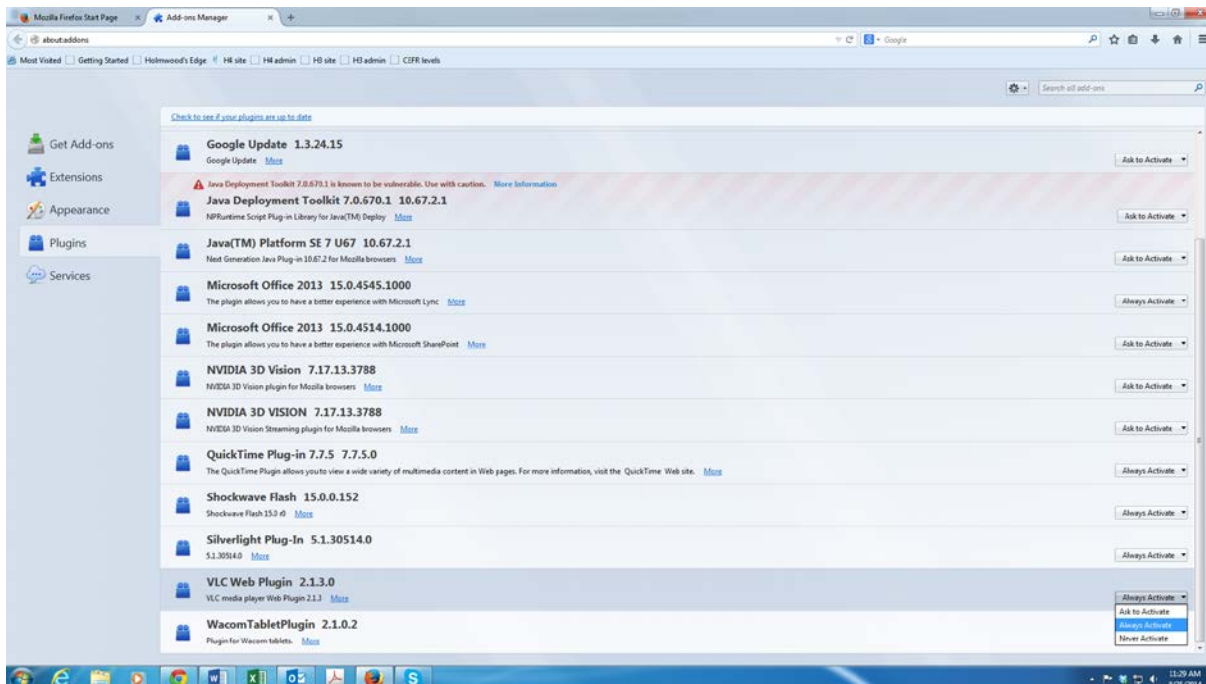 Mozilla Firefox Start Page × Add-ons Manager × +
about:addons Google
Most Visited Getting Started Holmwood's Edge H4 site H4 admin H3 site H3 admin CEFR levels
Search all add-ons
Check to see if your plugins are up to date
Get Add-ons
Extensions
Appearance
Plugins
Services
Google Update 1.3.24.15
Google Update More
Ask to Activate
Java Deployment Toolkit 7.0.670.1 is known to be vulnerable. Use with caution. More Information
Java Deployment Toolkit 7.0.670.1 10.67.2.1
NPRuntime Script Plug-in Library for Java(TM) Deploy More
Ask to Activate
Java(TM) Platform SE 7 U67 10.67.2.1
Next Generation Java Plug-in 10.67.2 for Mozilla browsers More
Ask to Activate
Microsoft Office 2013 15.0.4545.1000
The plugin allows you to have a better experience with Microsoft Lync More
Always Activate
Microsoft Office 2013 15.0.4514.1000
The plugin allows you to have a better experience with Microsoft SharePoint More
Ask to Activate
NVIDIA 3D Vision 7.17.13.3788
NVIDIA 3D Vision plugin for Mozilla browsers More
Ask to Activate
NVIDIA 3D VISION 7.17.13.3788
NVIDIA 3D Vision Streaming plugin for Mozilla browsers More
Ask to Activate
QuickTime Plug-in 7.7.5 7.7.5.0
The QuickTime Plugin allows you to view a wide variety of multimedia content in Web pages. For more information, visit the QuickTime Web site. More
Always Activate
Shockwave Flash 15.0.0.152
Shockwave Flash 15.0 r0 More
Always Activate
Silverlight Plug-In 5.1.30514.0
5.1.30514.0 More
Always Activate
VLC Web Plugin 2.1.3.0
VLC media player Web Plugin 2.1.3 More
Always Activate
Ask to Activate
Always Activate
Never Activate
WacomTabletPlugin 2.1.0.2
Plugin for Wacom tablets. More
11:29 AM